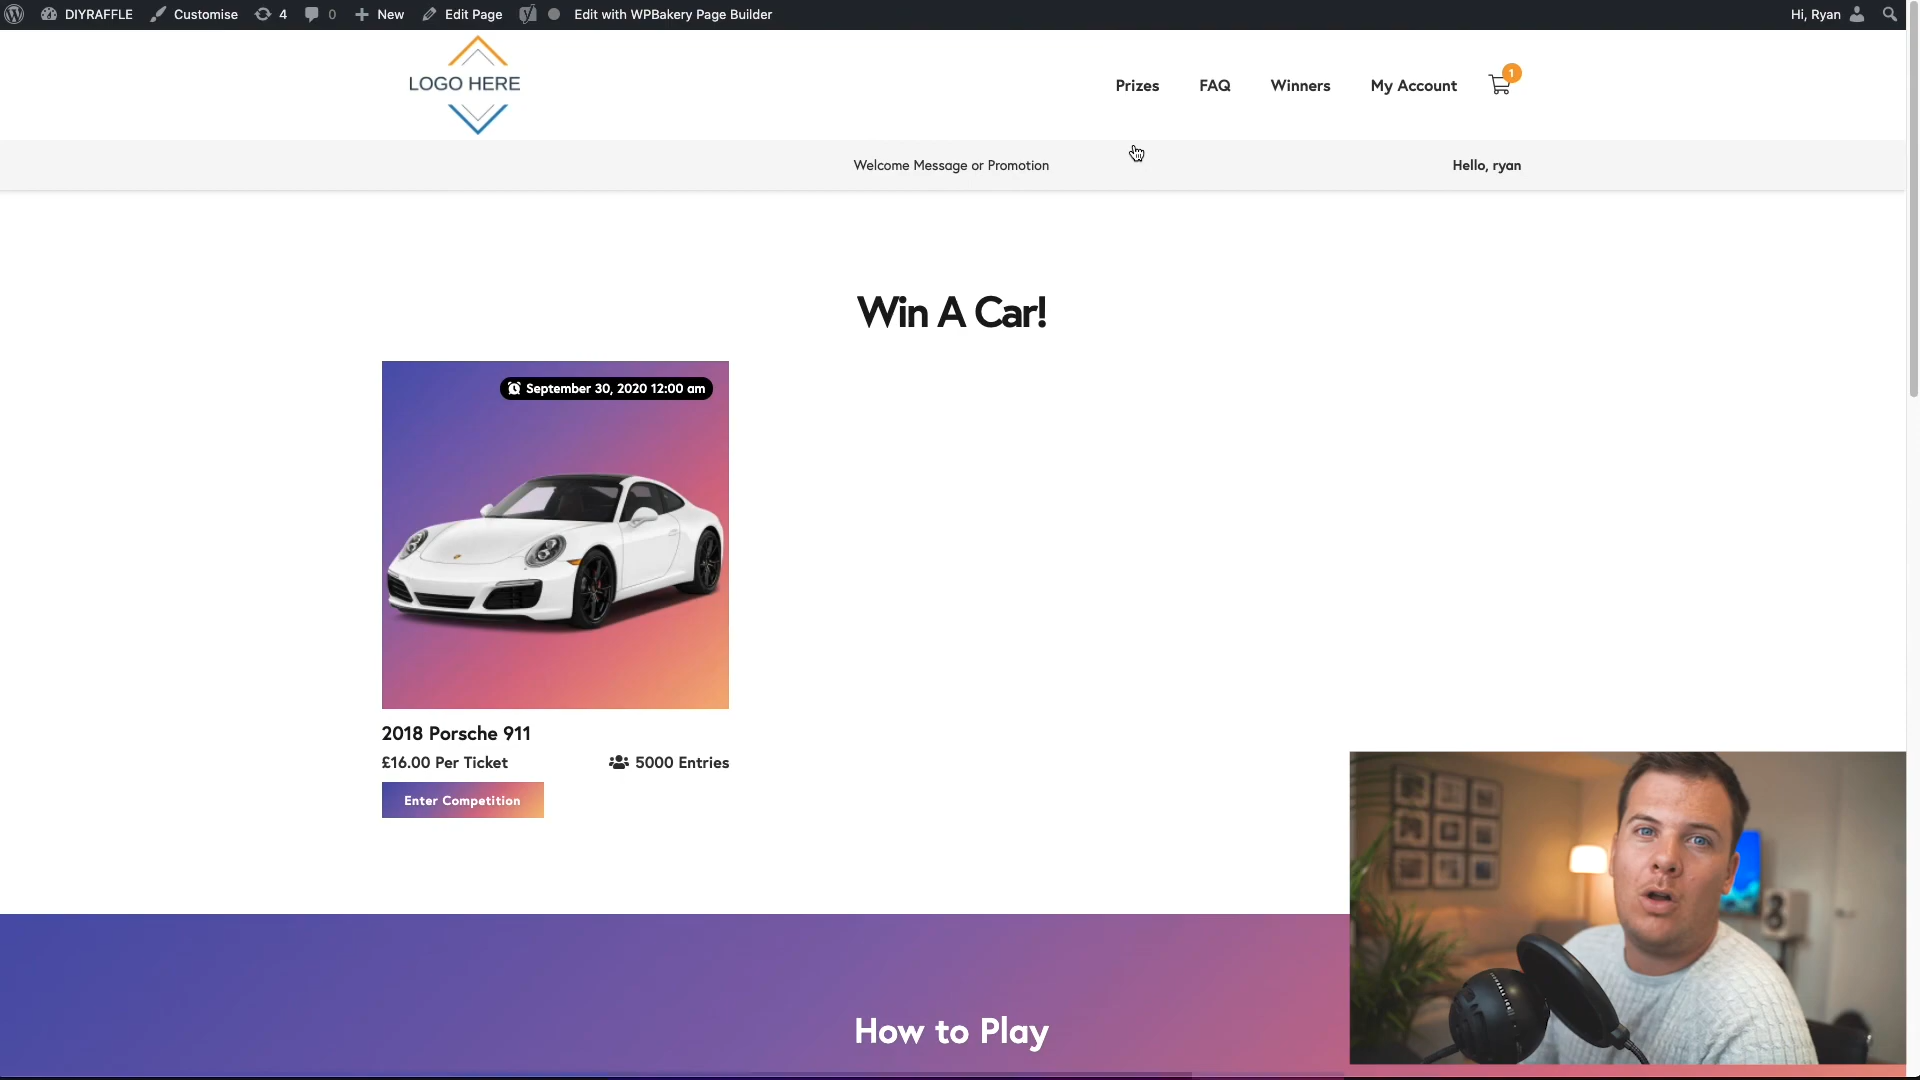 DIYRAFFLE Customise 4 0 New Edit Page Edit with WPBakery Page Builder Hi, Ryan
LOGO HERE
Prizes FAQ Winners My Account 1
Welcome Message or Promotion Hello, ryan
Win A Car!
September 30, 2020 12:00 am
2018 Porsche 911
£16.00 Per Ticket 5000 Entries
Enter Competition
How to Play